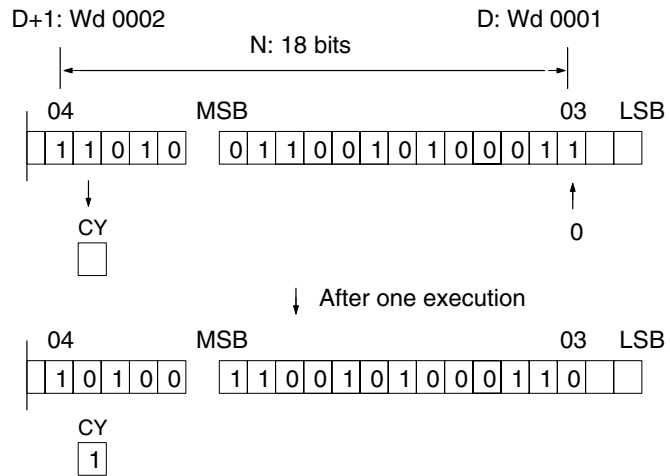 D+1: Wd 0002 D: Wd 0001
N: 18 bits
04 MSB 03 LSB
1 1 0 1 0 0 1 1 0 0 1 0 1 0 0 0 1 1
CY 0
After one execution
04 MSB 03 LSB
1 0 1 0 0 1 1 0 0 1 0 1 0 0 0 1 1 0
CY
1